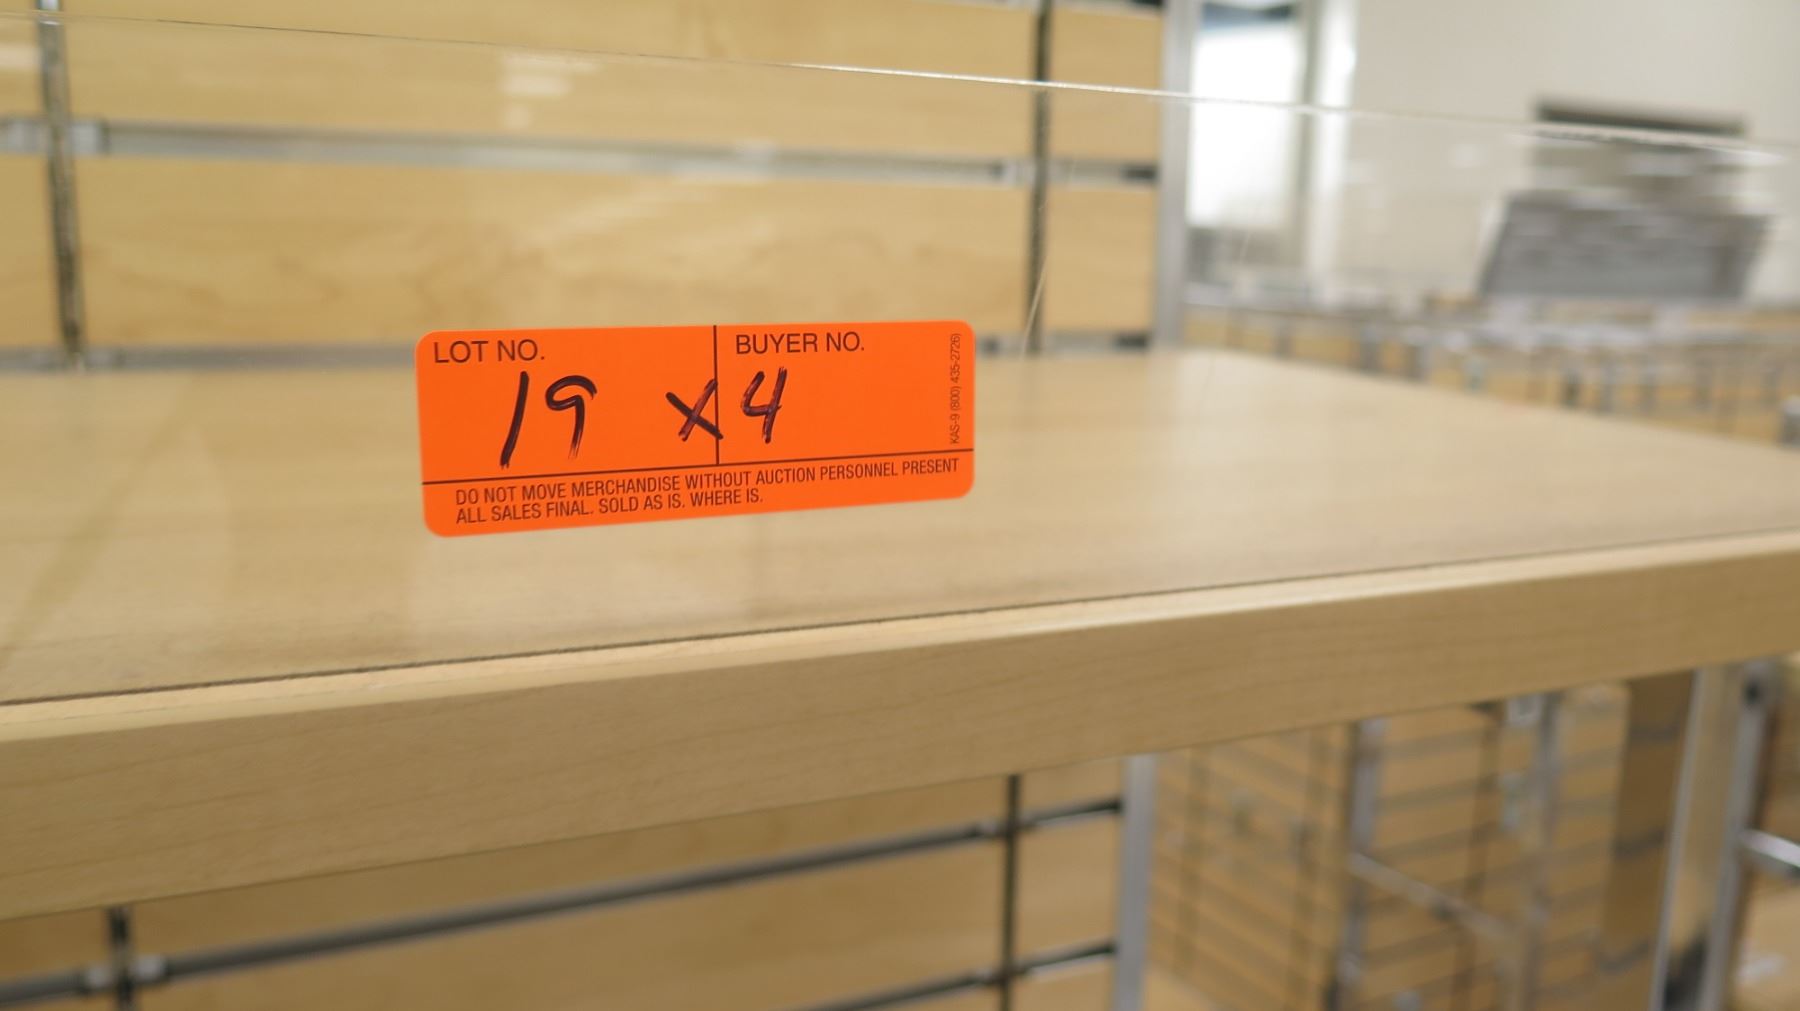 LOT NO. BUYER NO.
19 x 4
KAS-9 (800) 435-2726)
DO NOT MOVE MERCHANDISE WITHOUT AUCTION PERSONNEL PRESENT
ALL SALES FINAL. SOLD AS IS. WHERE IS.